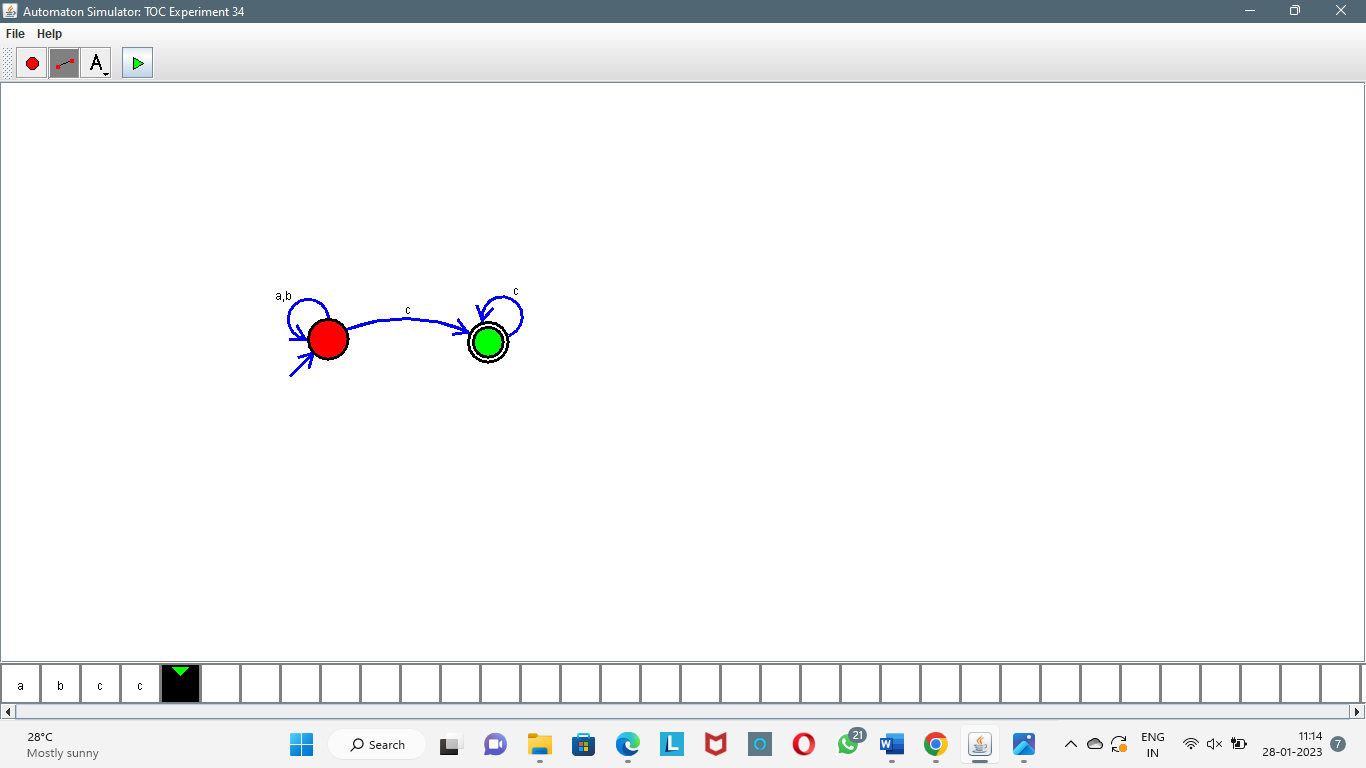 Automaton Simulator: TOC Experiment 34
File Help
A
a,b
c
c
a b c c
28°C
Mostly sunny
Search
21
ENG
IN
11:14
28-01-2023
7